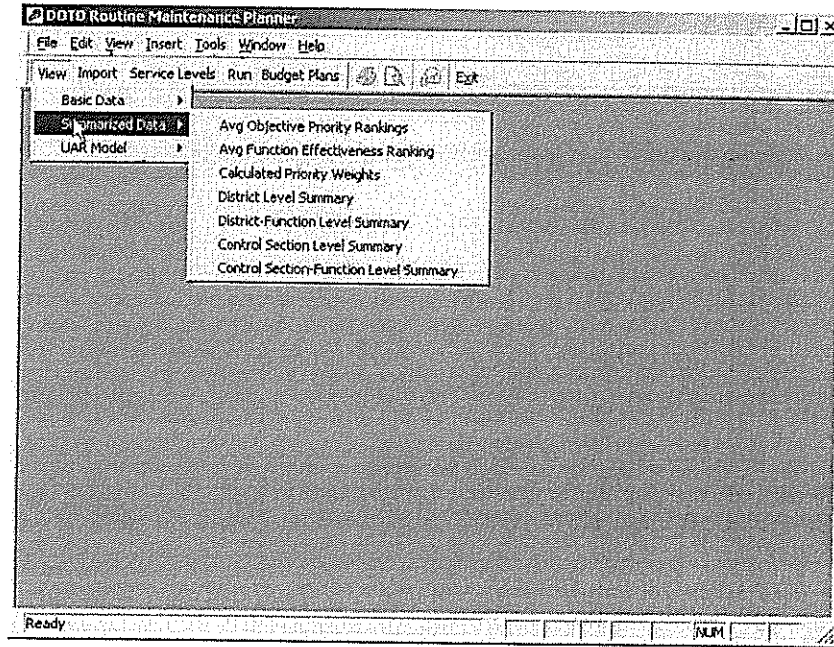 DOTD Routine Maintenance Planner
File Edit View Insert Tools Window Help
View Import Service Levels Run Budget Plans Exit
Basic Data
Summarized Data
UAR Model
Avg Objective Priority Rankings
Avg Function Effectiveness Ranking
Calculated Priority Weights
District Level Summary
District-Function Level Summary
Control Section Level Summary
Control Section-Function Level Summary
Ready
NUM